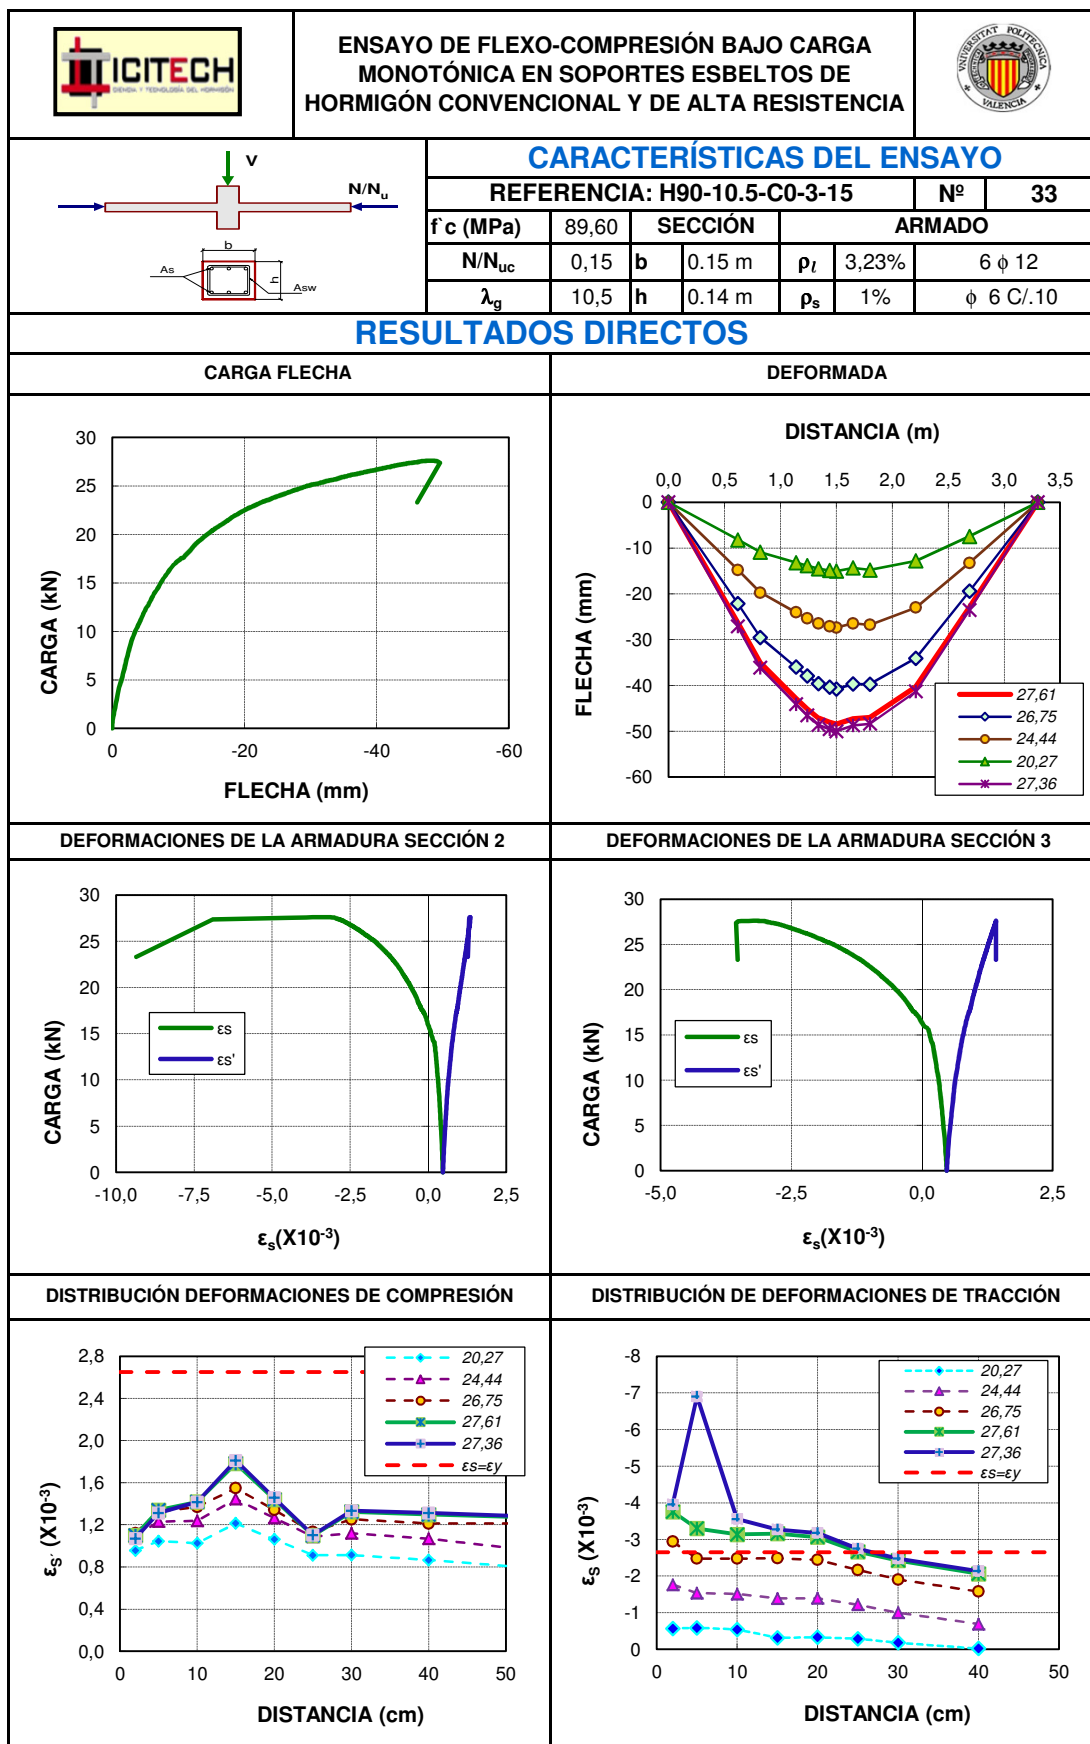 ICITECH
CIENCIA Y TECNOLOGÍA DEL HORMIGÓN
ENSAYO DE FLEXO-COMPRESIÓN BAJO CARGA
MONOTÓNICA EN SOPORTES ESBELTOS DE
HORMIGÓN CONVENCIONAL Y DE ALTA RESISTENCIA
UNIVERSITAT POLITECNICA
VALENCIA
V
N/Nu
b
h
As
Asw
CARACTERÍSTICAS DEL ENSAYO
REFERENCIA: H90-10.5-C0-3-15 Nº 33
f`c (MPa) 89,60 SECCIÓN ARMADO
N/Nuc 0,15 b 0.15 m ρl 3,23% 6 ϕ 12
λg 10,5 h 0.14 m ρs 1% ϕ 6 C/.10
RESULTADOS DIRECTOS
CARGA FLECHA
30
25
20
15
10
5
0
0 -20 -40 -60
CARGA (kN)
FLECHA (mm)
DEFORMADA
DISTANCIA (m)
0,0 0,5 1,0 1,5 2,0 2,5 3,0 3,5
0
-10
-20
-30
-40
-50
-60
FLECHA (mm)
27,61
26,75
24,44
20,27
27,36
DEFORMACIONES DE LA ARMADURA SECCIÓN 2
30
25
20
15
10
5
0
-10,0 -7,5 -5,0 -2,5 0,0 2,5
CARGA (kN)
εs
εs'
εs(X10-3)
DEFORMACIONES DE LA ARMADURA SECCIÓN 3
30
25
20
15
10
5
0
-5,0 -2,5 0,0 2,5
CARGA (kN)
εs
εs'
εs(X10-3)
DISTRIBUCIÓN DEFORMACIONES DE COMPRESIÓN
2,8
2,4
2,0
1,6
1,2
0,8
0,4
0,0
0 10 20 30 40 50
εs´ (X10-3)
DISTANCIA (cm)
20,27
24,44
26,75
27,61
27,36
εs=εy
DISTRIBUCIÓN DE DEFORMACIONES DE TRACCIÓN
-8
-7
-6
-5
-4
-3
-2
-1
0
0 10 20 30 40 50
εs (X10-3)
DISTANCIA (cm)
20,27
24,44
26,75
27,61
27,36
εs=εy